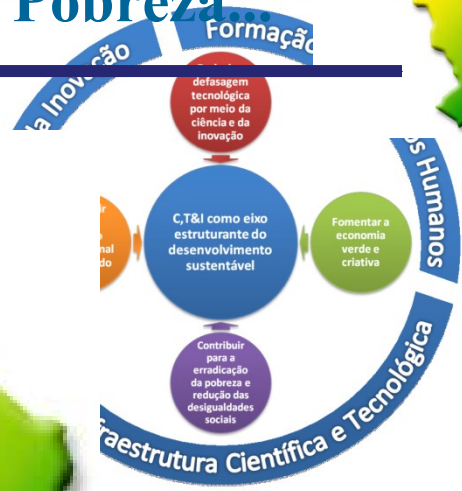 Pobreza...
da Inovação
Formação
defasagem
tecnológica
por meio da
ciência e da
inovação
Humanos
C,T&I como eixo
estruturante do
desenvolvimento
sustentável
Fomentar a
economia
verde e
criativa
Contribuir
para a
erradicação
da pobreza e
redução das
desigualdades
sociais
raestrutura Científica e Tecnológica